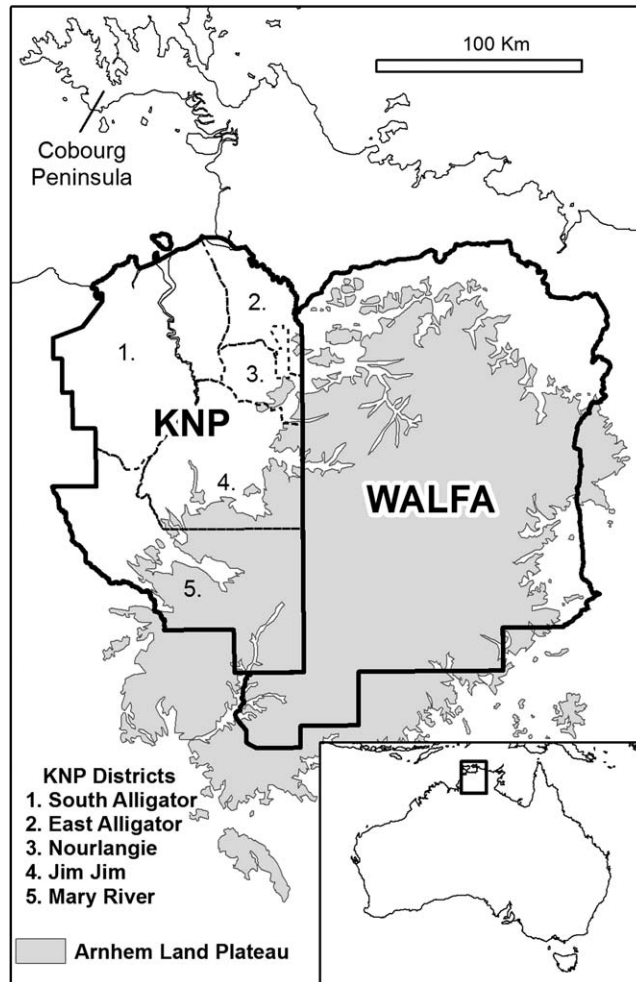 100 Km
Cobourg
Peninsula
2.
1.
3.
KNP
4.
WALFA
5.
KNP Districts
1. South Alligator
2. East Alligator
3. Nourlangie
4. Jim Jim
5. Mary River
Arnhem Land Plateau